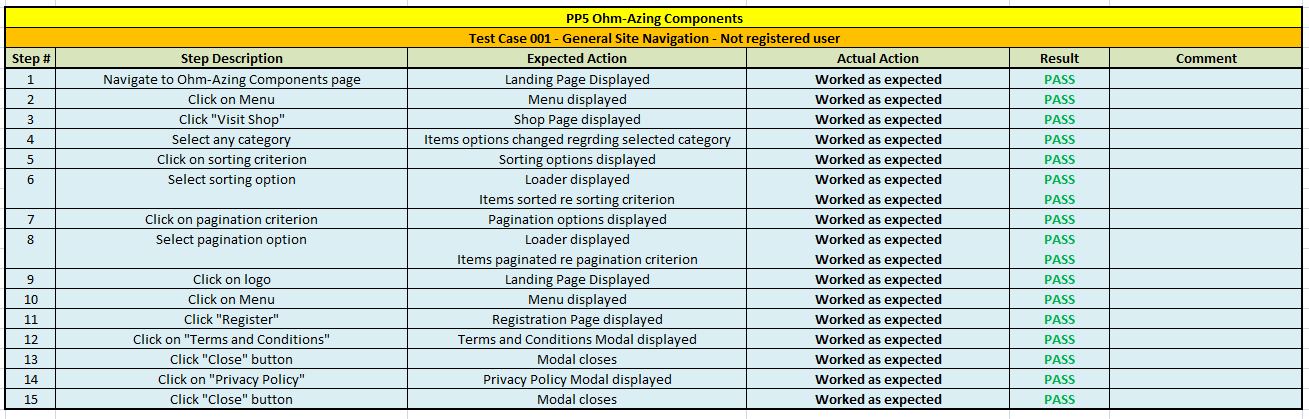 PP5 Ohm-Azing Components
Test Case 001 - General Site Navigation - Not registered user
Step # Step Description Expected Action Actual Action Result Comment
1 Navigate to Ohm-Azing Components page Landing Page Displayed Worked as expected PASS
2 Click on Menu Menu displayed Worked as expected PASS
3 Click "Visit Shop" Shop Page displayed Worked as expected PASS
4 Select any category Items options changed regrding selected category Worked as expected PASS
5 Click on sorting criterion Sorting options displayed Worked as expected PASS
6 Select sorting option Loader displayed Worked as expected PASS
Items sorted re sorting criterion Worked as expected PASS
7 Click on pagination criterion Pagination options displayed Worked as expected PASS
8 Select pagination option Loader displayed Worked as expected PASS
Items paginated re pagination criterion Worked as expected PASS
9 Click on logo Landing Page Displayed Worked as expected PASS
10 Click on Menu Menu displayed Worked as expected PASS
11 Click "Register" Registration Page displayed Worked as expected PASS
12 Click on "Terms and Conditions" Terms and Conditions Modal displayed Worked as expected PASS
13 Click "Close" button Modal closes Worked as expected PASS
14 Click on "Privacy Policy" Privacy Policy Modal displayed Worked as expected PASS
15 Click "Close" button Modal closes Worked as expected PASS